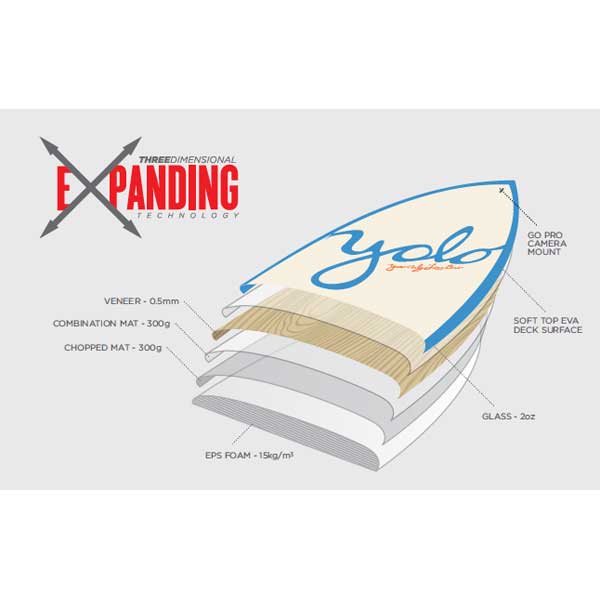 THREEDIMENSIONAL
EXPANDING
TECHNOLOGY
yolo
GO PRO
CAMERA
MOUNT
VENEER - 0.5mm
COMBINATION MAT - 300g
CHOPPED MAT - 300g
SOFT TOP EVA
DECK SURFACE
GLASS - 2oz
EPS FOAM - 15kg/m³